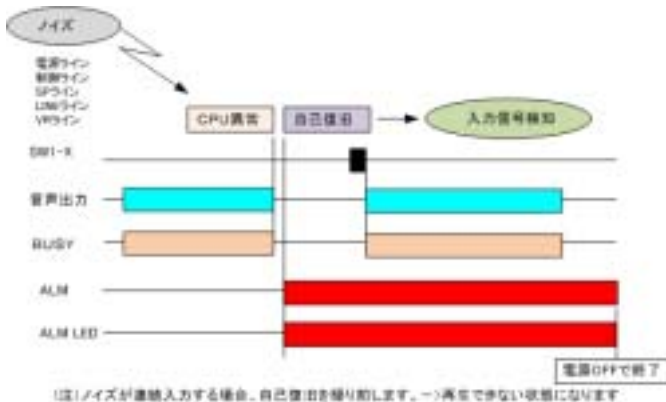 ノイズ
電源ライン
制御ライン
SPライン
LINEライン
VRライン
CPU異常
自己復旧
入力信号検知
SW1-X
音声出力
BUSY
ALM
ALM LED
電源OFFで終了
(注)ノイズが連続入力する場合、自己復旧を繰り返します。ー>再生できない状態になります